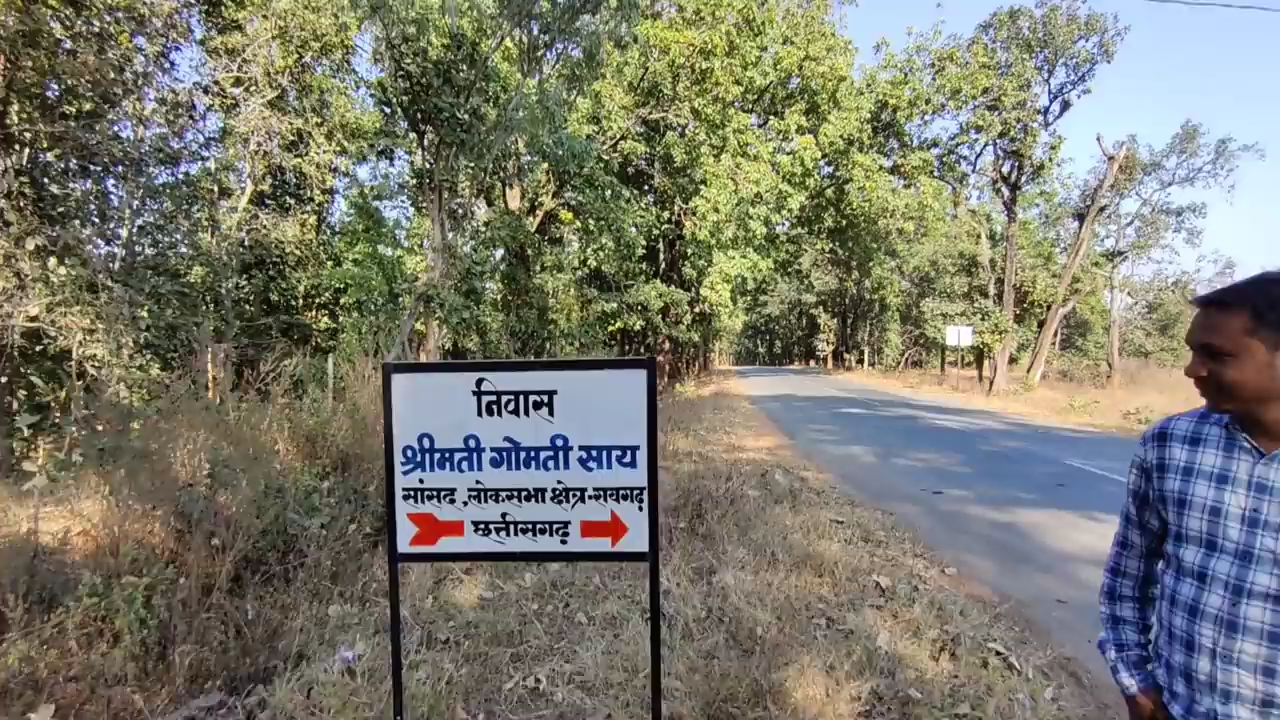 निवास
श्रीमती गोमती साय
सांसद, लोकसभा क्षेत्र-रायगढ़
छत्तीसगढ़